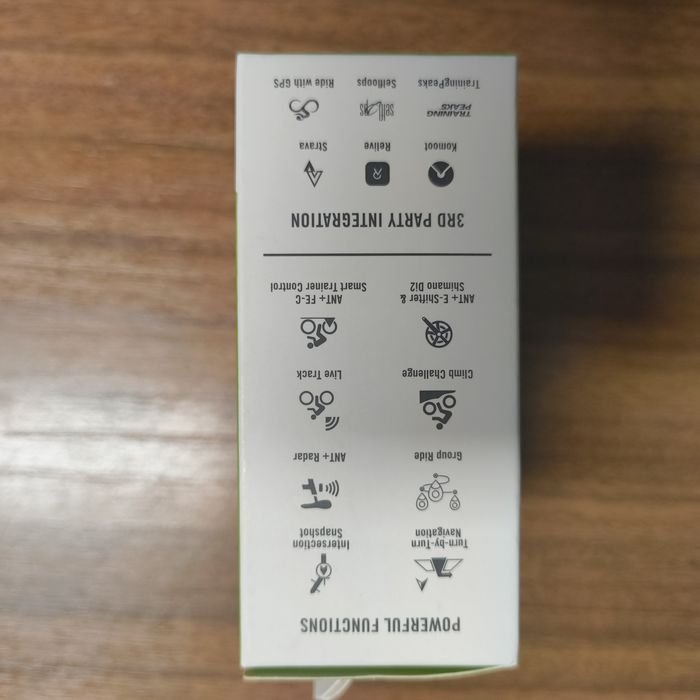 POWERFUL FUNCTIONS
Turn-by-Turn
Navigation
Intersection
Snapshot
Group Ride
ANT+ Radar
Climb Challenge
Live Track
ANT+ E-Shifter &
Shimano Di2
ANT+ FE-C
Smart Trainer Control
3RD PARTY INTEGRATION
Komoot
Relive
Strava
TRAINING
PEAKS
selfloops
TrainingPeaks
Selfloops
Ride with GPS